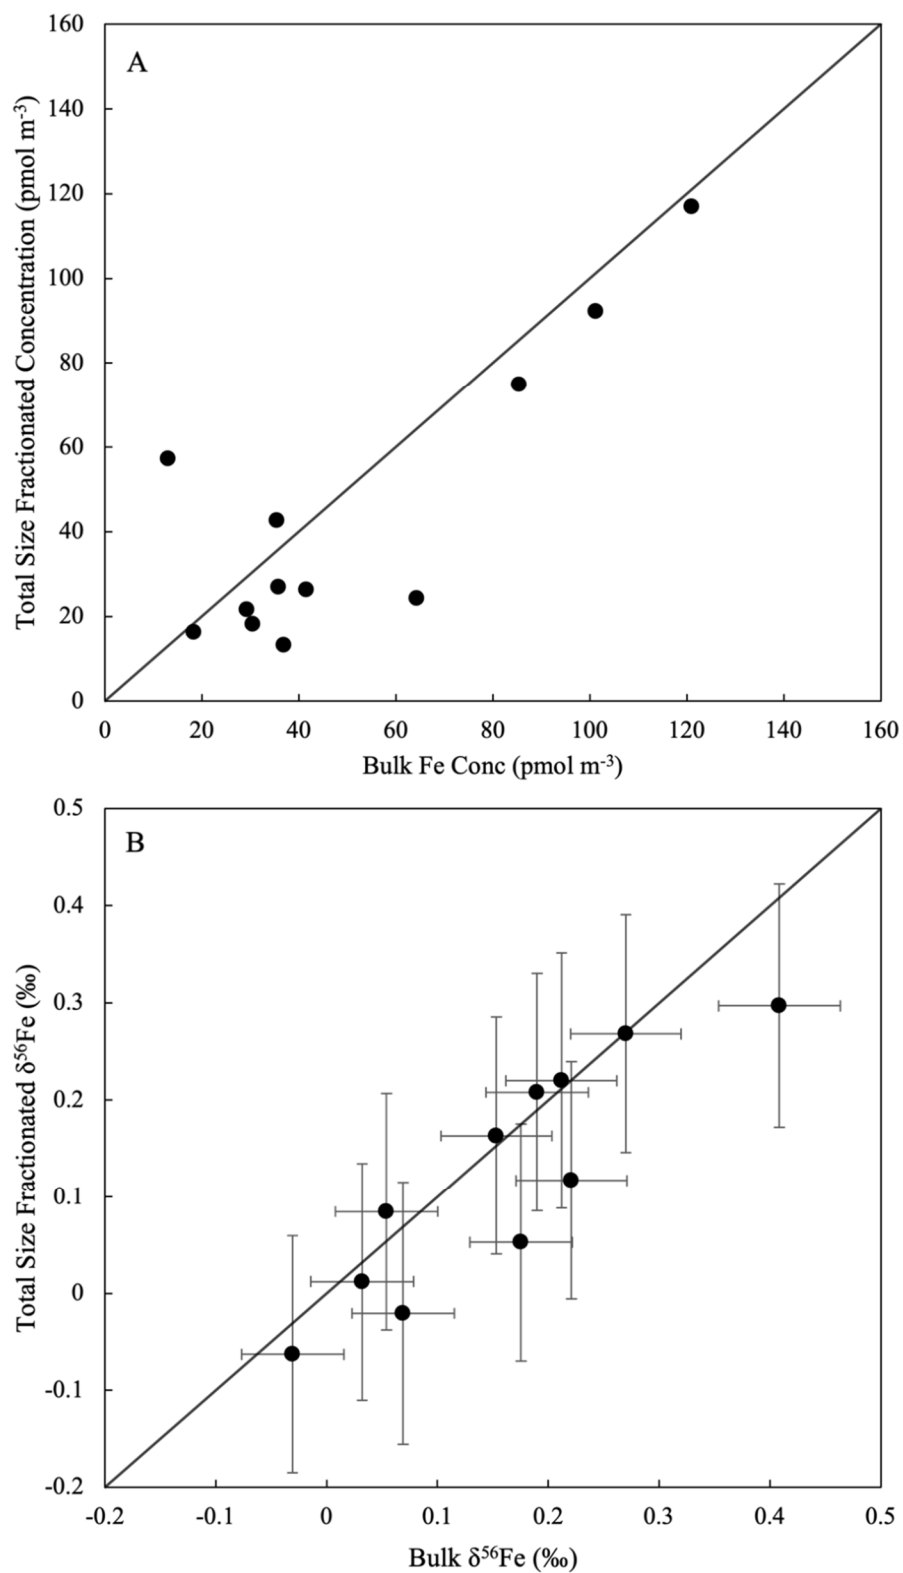 160
A
140
120
100
80
60
40
20
0
Total Size Fractionated Concentration (pmol m⁻³)
0 20 40 60 80 100 120 140 160
Bulk Fe Conc (pmol m⁻³)
0.5
B
0.4
0.3
0.2
0.1
0
-0.1
-0.2
Total Size Fractionated δ⁵⁶Fe (‰)
-0.2 -0.1 0 0.1 0.2 0.3 0.4 0.5
Bulk δ⁵⁶Fe (‰)